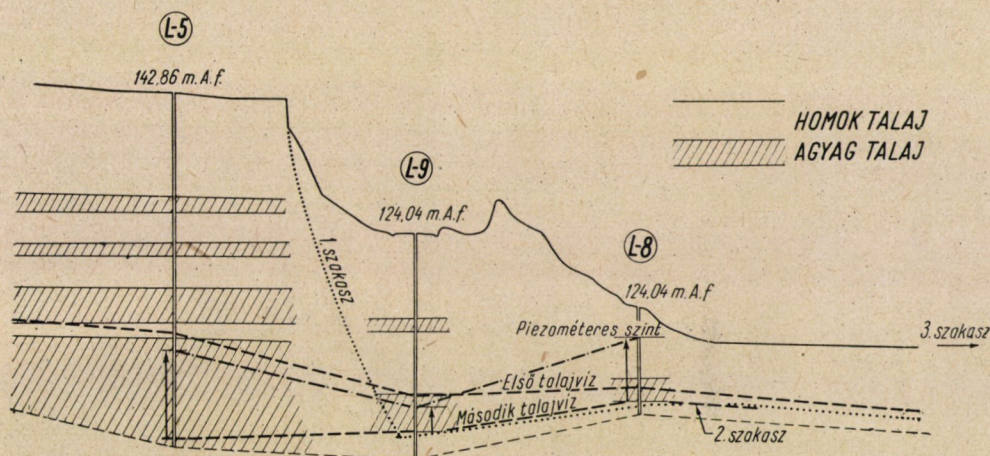 L-5
142,86 m.A.f.
HOMOK TALAJ
AGYAG TALAJ
L-9
124,04 m.A.f.
L-8
124,04 m.A.f
1. szakasz
Piezométeres szint
3. szakasz
Első talajvíz
Második talajvíz
2. szakasz